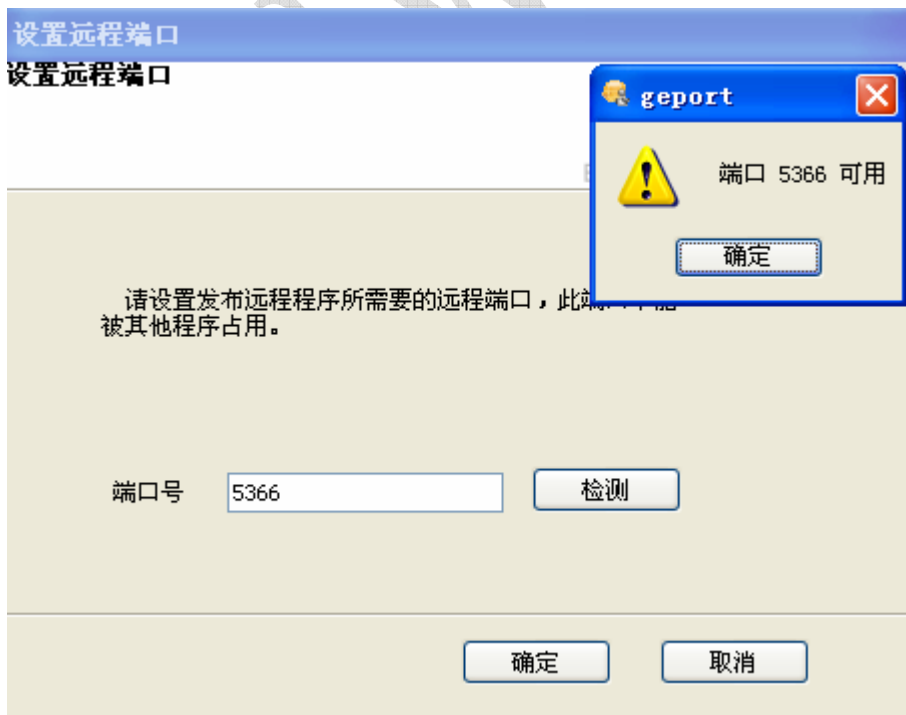 设置远程端口
设置远程端口
geport
端口 5366 可用
确定
请设置发布远程程序所需要的远程端口，此
被其他程序占用。
端口号
5366
检测
确定
取消